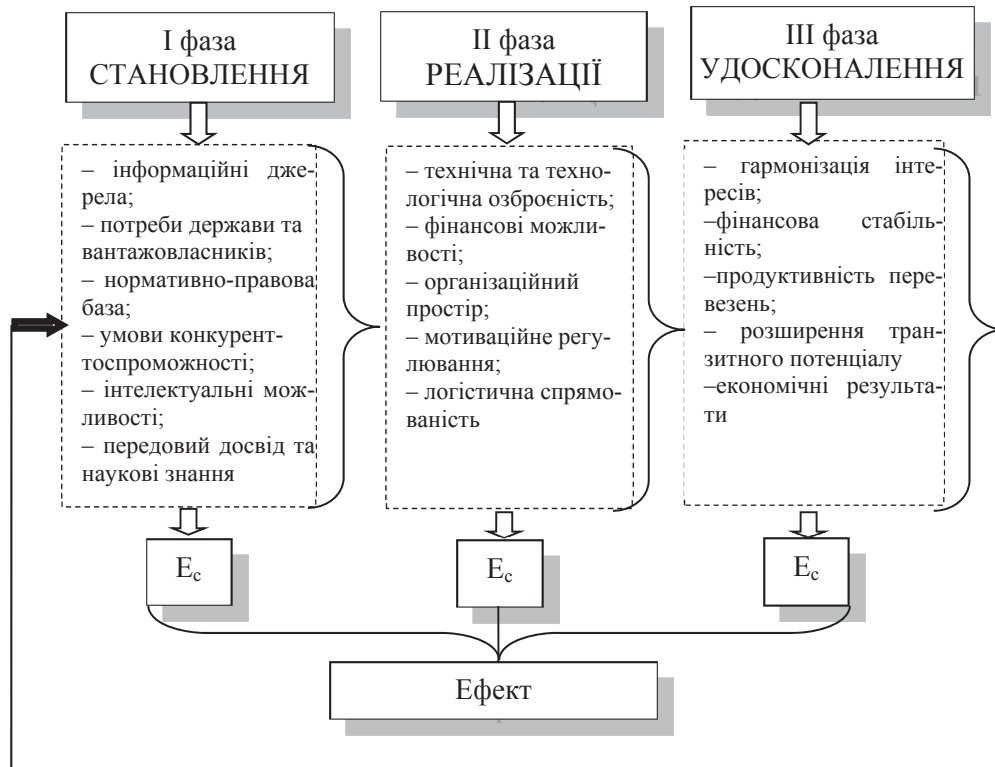 І фаза
СТАНОВЛЕННЯ
– інформаційні дже-
рела;
– потреби держави та
вантажовласників;
– нормативно-правова
база;
– умови конкурент-
тоспроможності;
– інтелектуальні мож-
ливості;
– передовий досвід та
наукові знання
Ес
ІІ фаза
РЕАЛІЗАЦІЇ
– технічна та техно-
логічна озброєність;
– фінансові можли-
вості;
– організаційний
простір;
– мотиваційне регу-
лювання;
– логістична спрямо-
ваність
Ес
ІІІ фаза
УДОСКОНАЛЕННЯ
– гармонізація інте-
ресів;
–фінансова стабіль-
ність;
–продуктивність пере-
везень;
– розширення тран-
зитного потенціалу
–економічні результа-
ти
Ес
Ефект